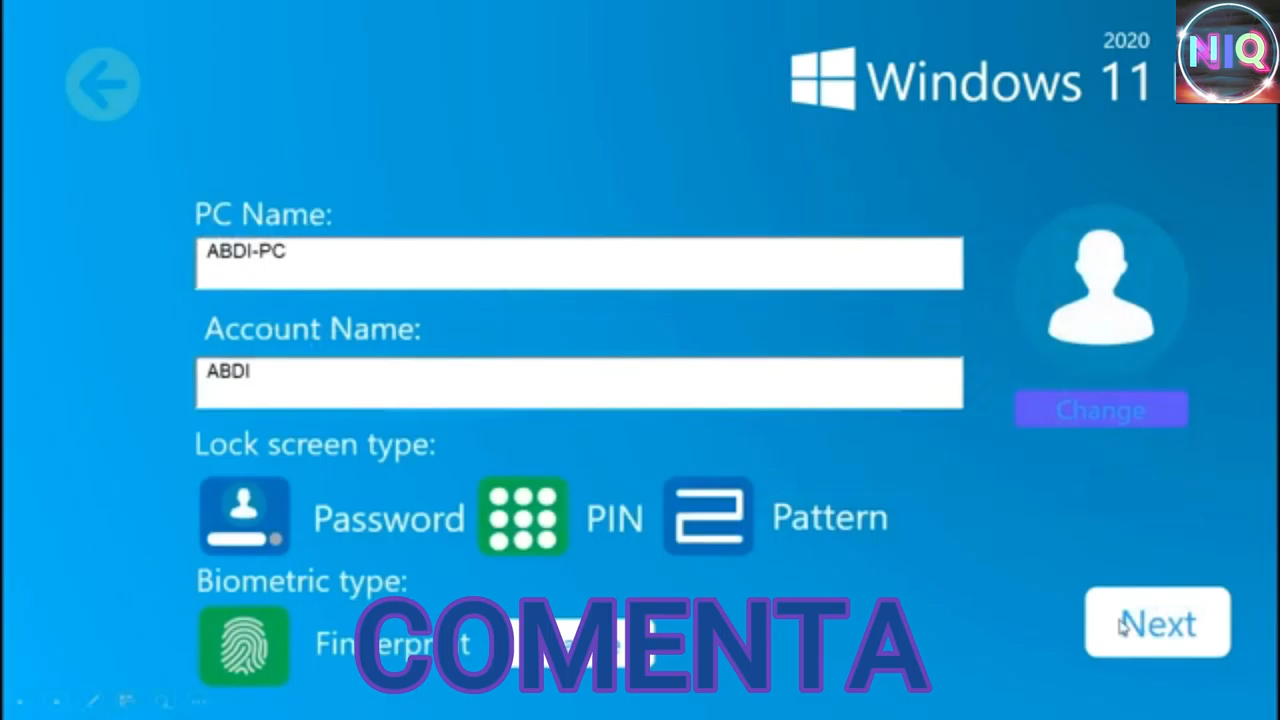 2020
Windows 11
NIQ
PC Name:
ABDI-PC
Account Name:
ABDI
Change
Lock screen type:
Password
PIN
Pattern
Biometric type:
Fingerprint
COMENTA
Next